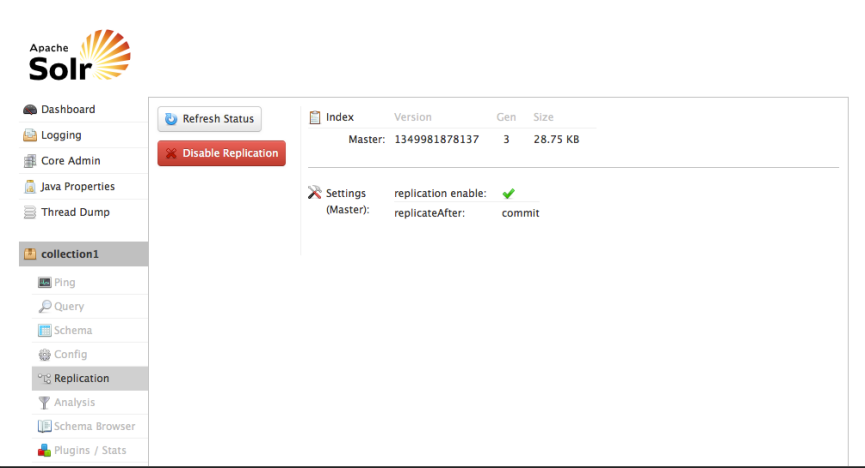 Apache
Solr
Dashboard
Logging
Core Admin
Java Properties
Thread Dump
collection1
Ping
Query
Schema
Config
Replication
Analysis
Schema Browser
Plugins / Stats
Refresh Status
Disable Replication
Index Version Gen Size
Master: 1349981878137 3 28.75 KB
Settings replication enable:
(Master): replicateAfter: commit